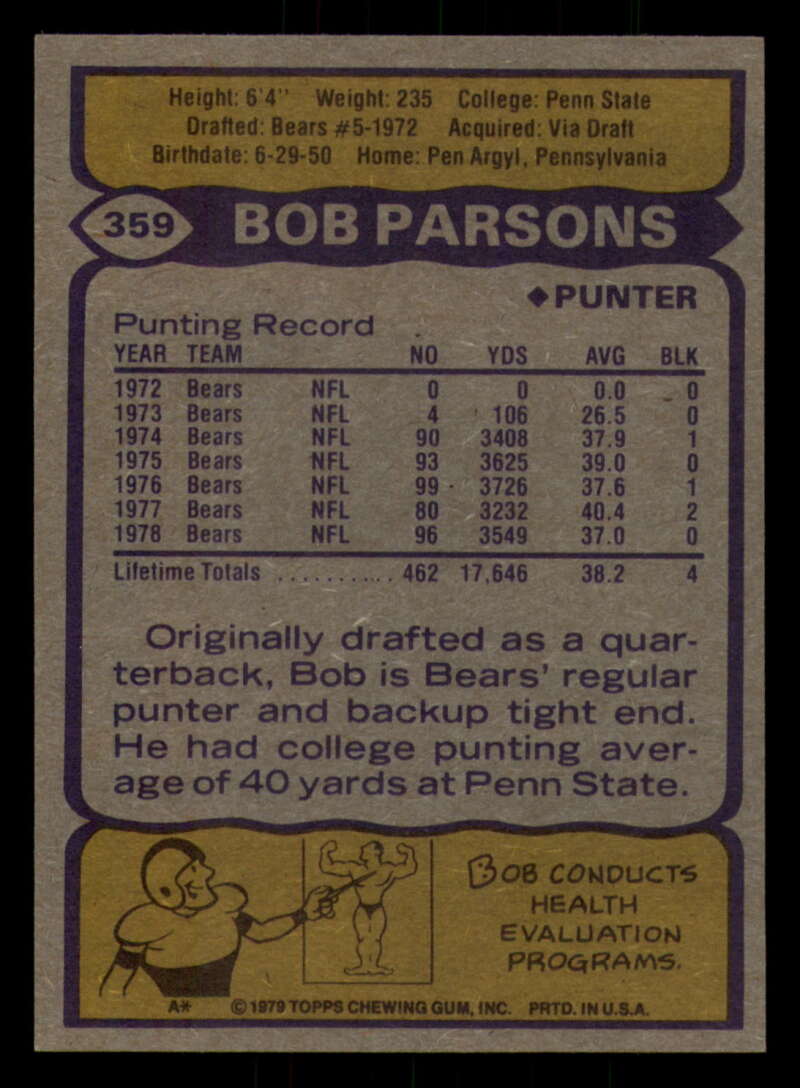 Height: 6'4" Weight: 235 College: Penn State
Drafted: Bears #5-1972 Acquired: Via Draft
Birthdate: 6-29-50 Home: Pen Argyl, Pennsylvania
359 BOB PARSONS
◆PUNTER
Punting Record
YEAR TEAM NO YDS AVG BLK
1972 Bears NFL 0 0 0.0 0
1973 Bears NFL 4 106 26.5 0
1974 Bears NFL 90 3408 37.9 1
1975 Bears NFL 93 3625 39.0 0
1976 Bears NFL 99 3726 37.6 1
1977 Bears NFL 80 3232 40.4 2
1978 Bears NFL 96 3549 37.0 0
Lifetime Totals ........... 462 17,646 38.2 4
Originally drafted as a quar-
terback, Bob is Bears' regular
punter and backup tight end.
He had college punting aver-
age of 40 yards at Penn State.
BOB CONDUCTS
HEALTH
EVALUATION
PROGRAMS.
A* © 1979 TOPPS CHEWING GUM, INC. PRTD. IN U.S.A.